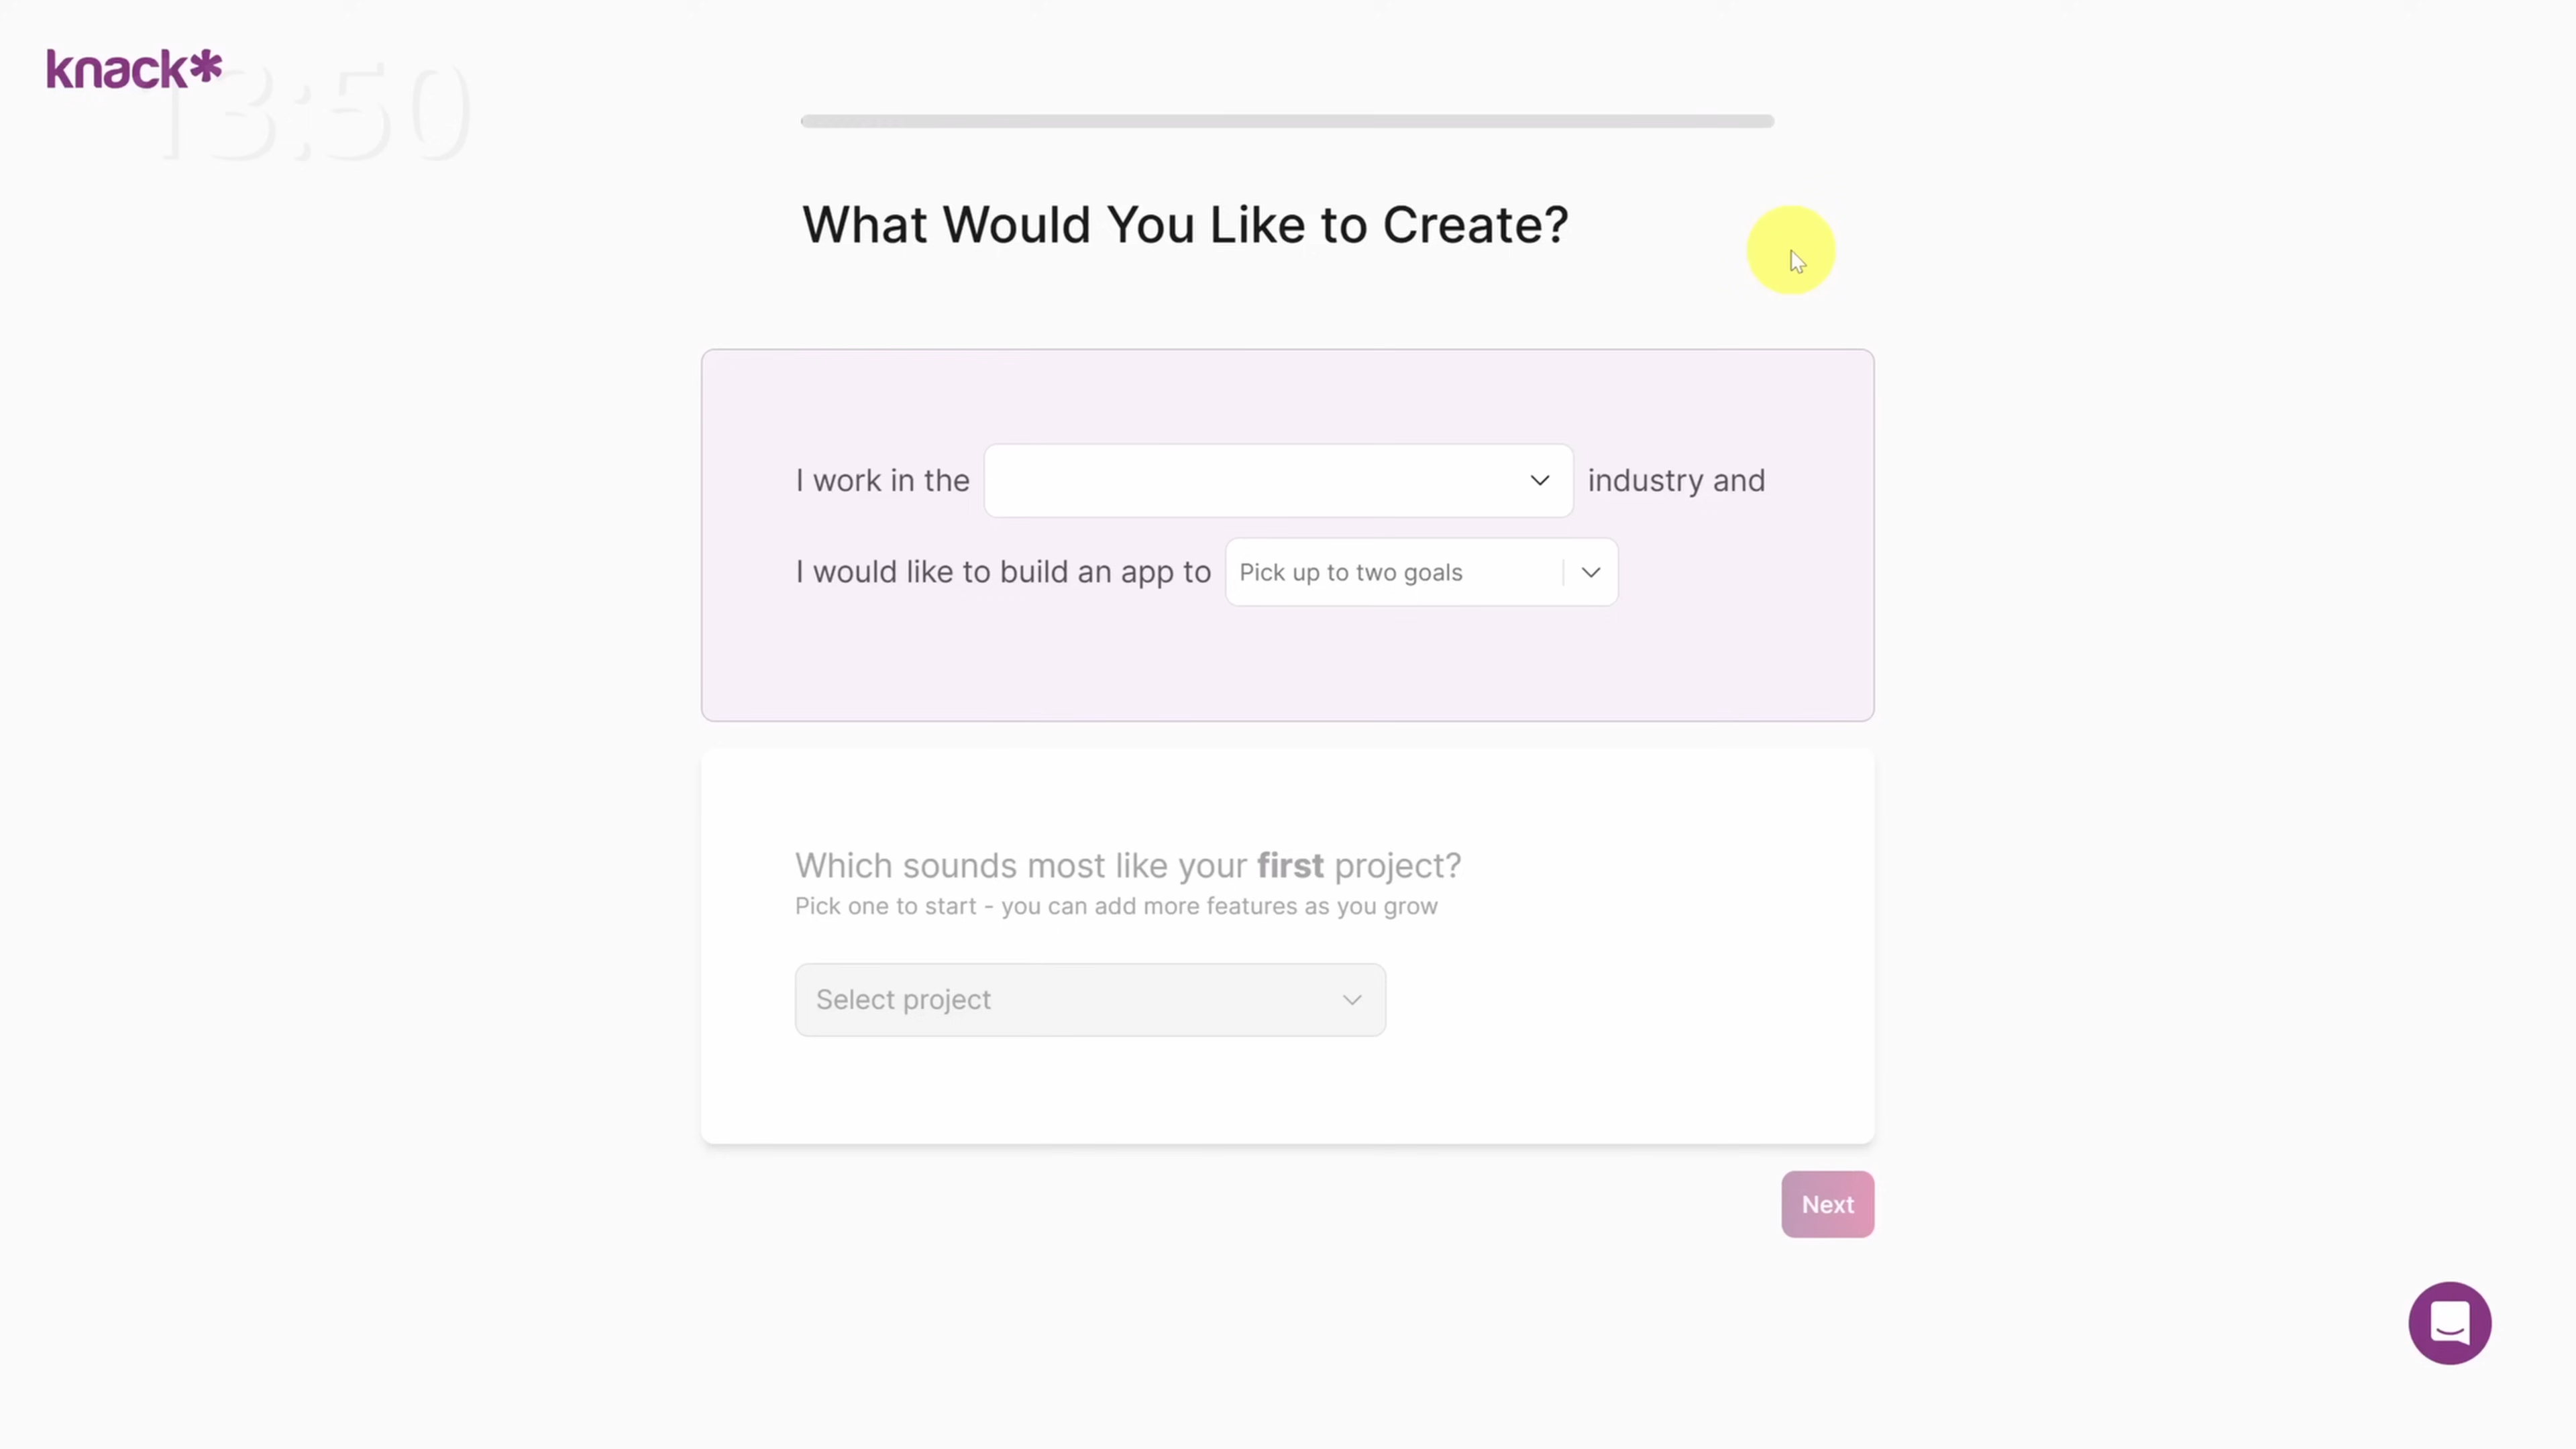 knack*
13:50
What Would You Like to Create?
I work in the industry and
I would like to build an app to Pick up to two goals
Which sounds most like your first project?
Pick one to start - you can add more features as you grow
Select project
Next